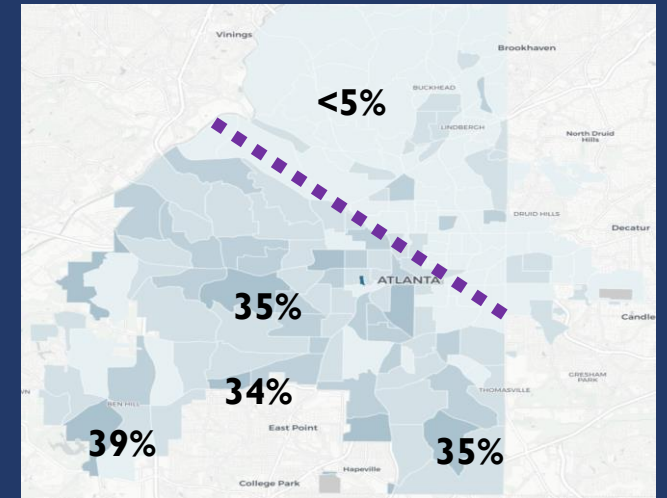 Vinings
Brookhaven
BUCKHEAD
<5%
LINDBERGH
North Druid
Hills
DRUID HILLS
Decatur
ATLANTA
35%
Candle
GRESHAM
PARK
THOMASVILLE
34%
WN
BEN HILL
East Point
39%
35%
Hapeville
College Park